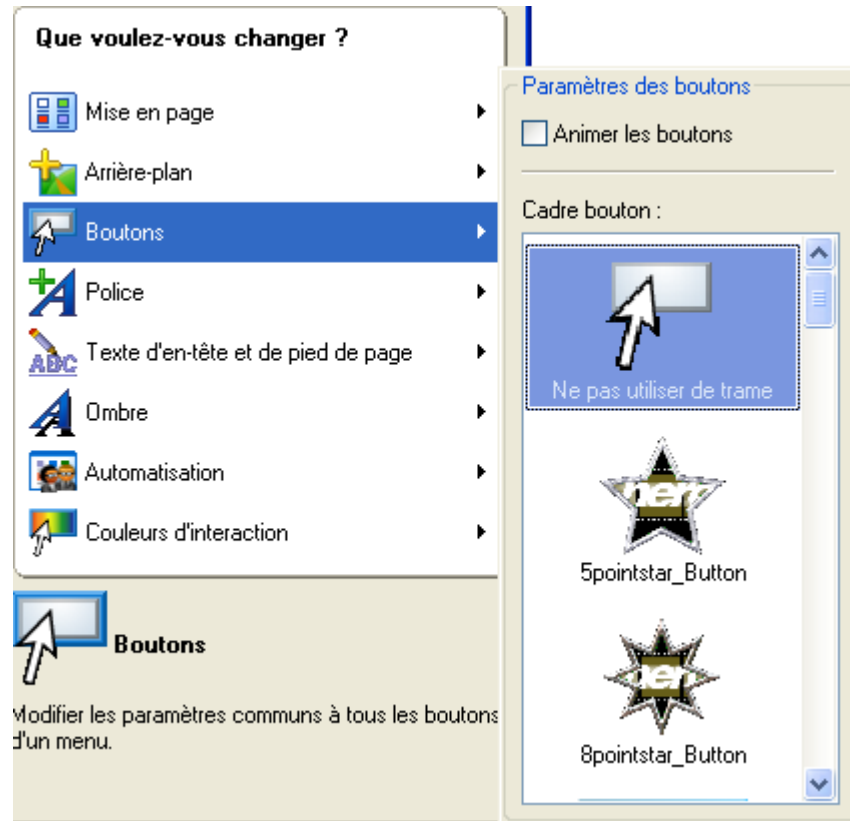 Que voulez-vous changer ?
Mise en page
Arrière-plan
Boutons
Police
ABC
Texte d'en-tête et de pied de page
Ombre
Automatisation
Couleurs d'interaction
Boutons
Modifier les paramètres communs à tous les boutons
d'un menu.
Paramètres des boutons
Animer les boutons
Cadre bouton :
Ne pas utiliser de trame
5pointstar_Button
8pointstar_Button